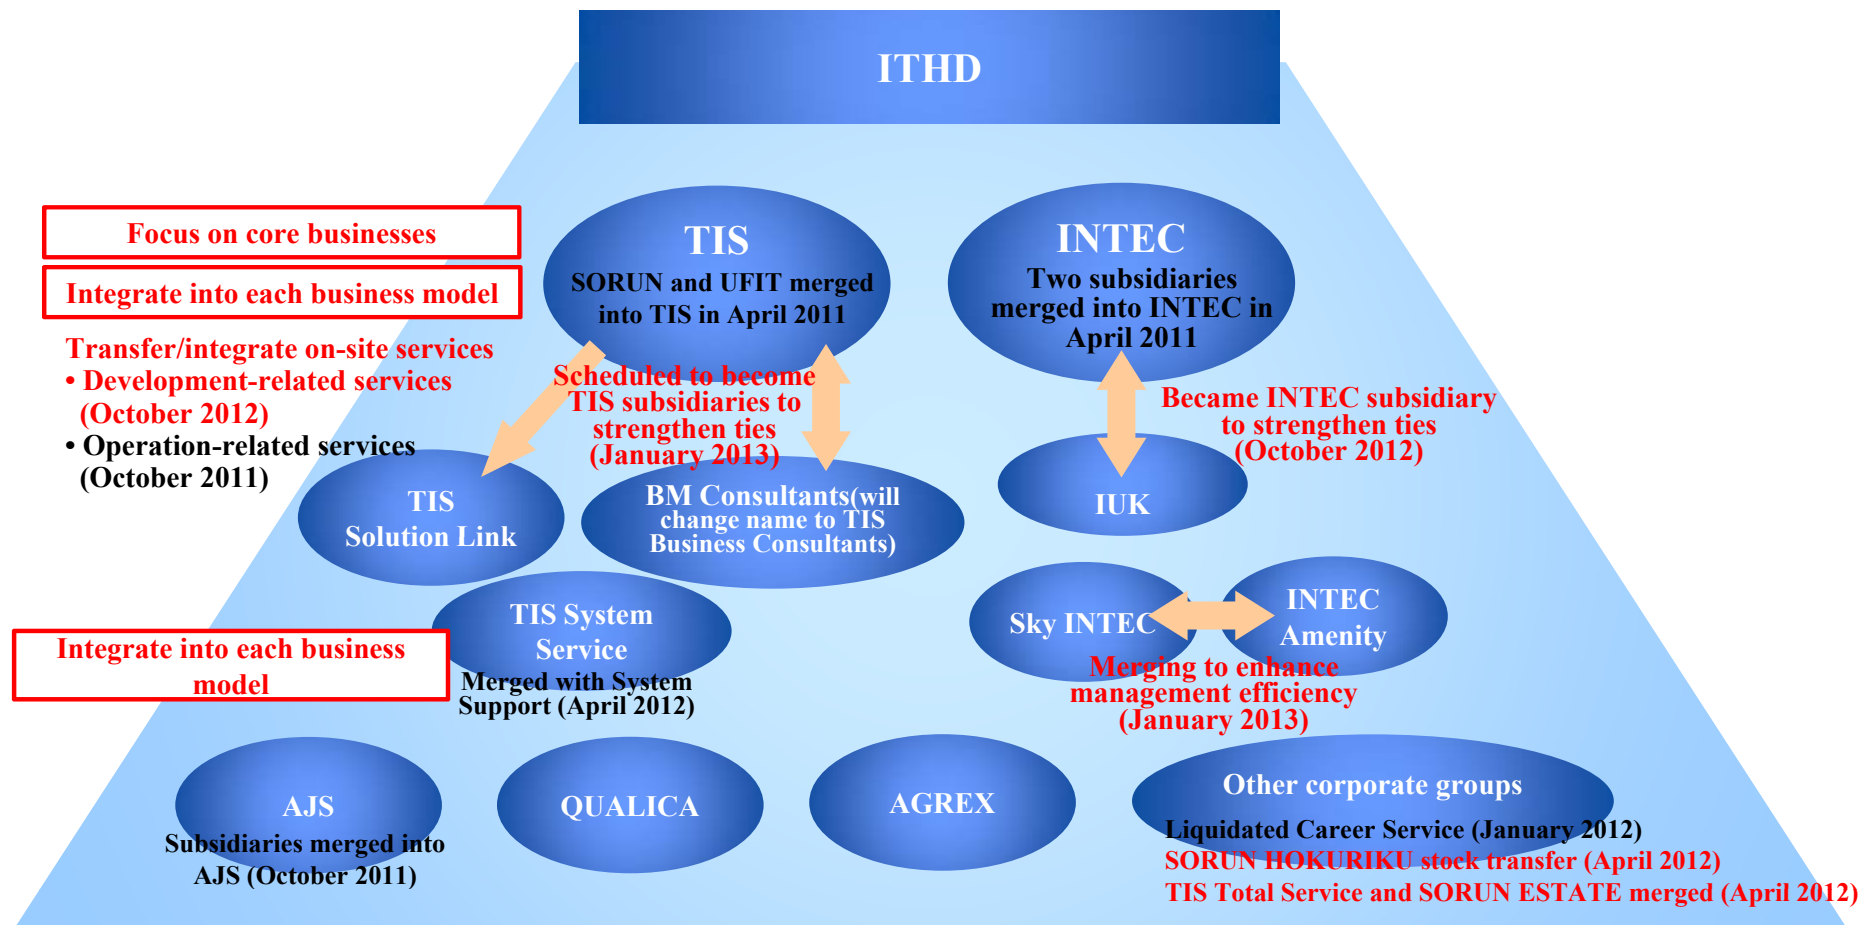 ITHD
Focus on core businesses
Integrate into each business model
Transfer/integrate on-site services
• Development-related services
(October 2012)
• Operation-related services
(October 2011)
TIS
SORUN and UFIT merged
into TIS in April 2011
INTEC
Two subsidiaries
merged into INTEC in
April 2011
Scheduled to become
TIS subsidiaries to
strengthen ties
(January 2013)
Became INTEC subsidiary
to strengthen ties
(October 2012)
TIS
Solution Link
BM Consultants(will
change name to TIS
Business Consultants)
IUK
Integrate into each business
model
TIS System
Service
Merged with System
Support (April 2012)
Sky INTEC
INTEC
Amenity
Merging to enhance
management efficiency
(January 2013)
AJS
Subsidiaries merged into
AJS (October 2011)
QUALICA
AGREX
Other corporate groups
Liquidated Career Service (January 2012)
SORUN HOKURIKU stock transfer (April 2012)
TIS Total Service and SORUN ESTATE merged (April 2012)